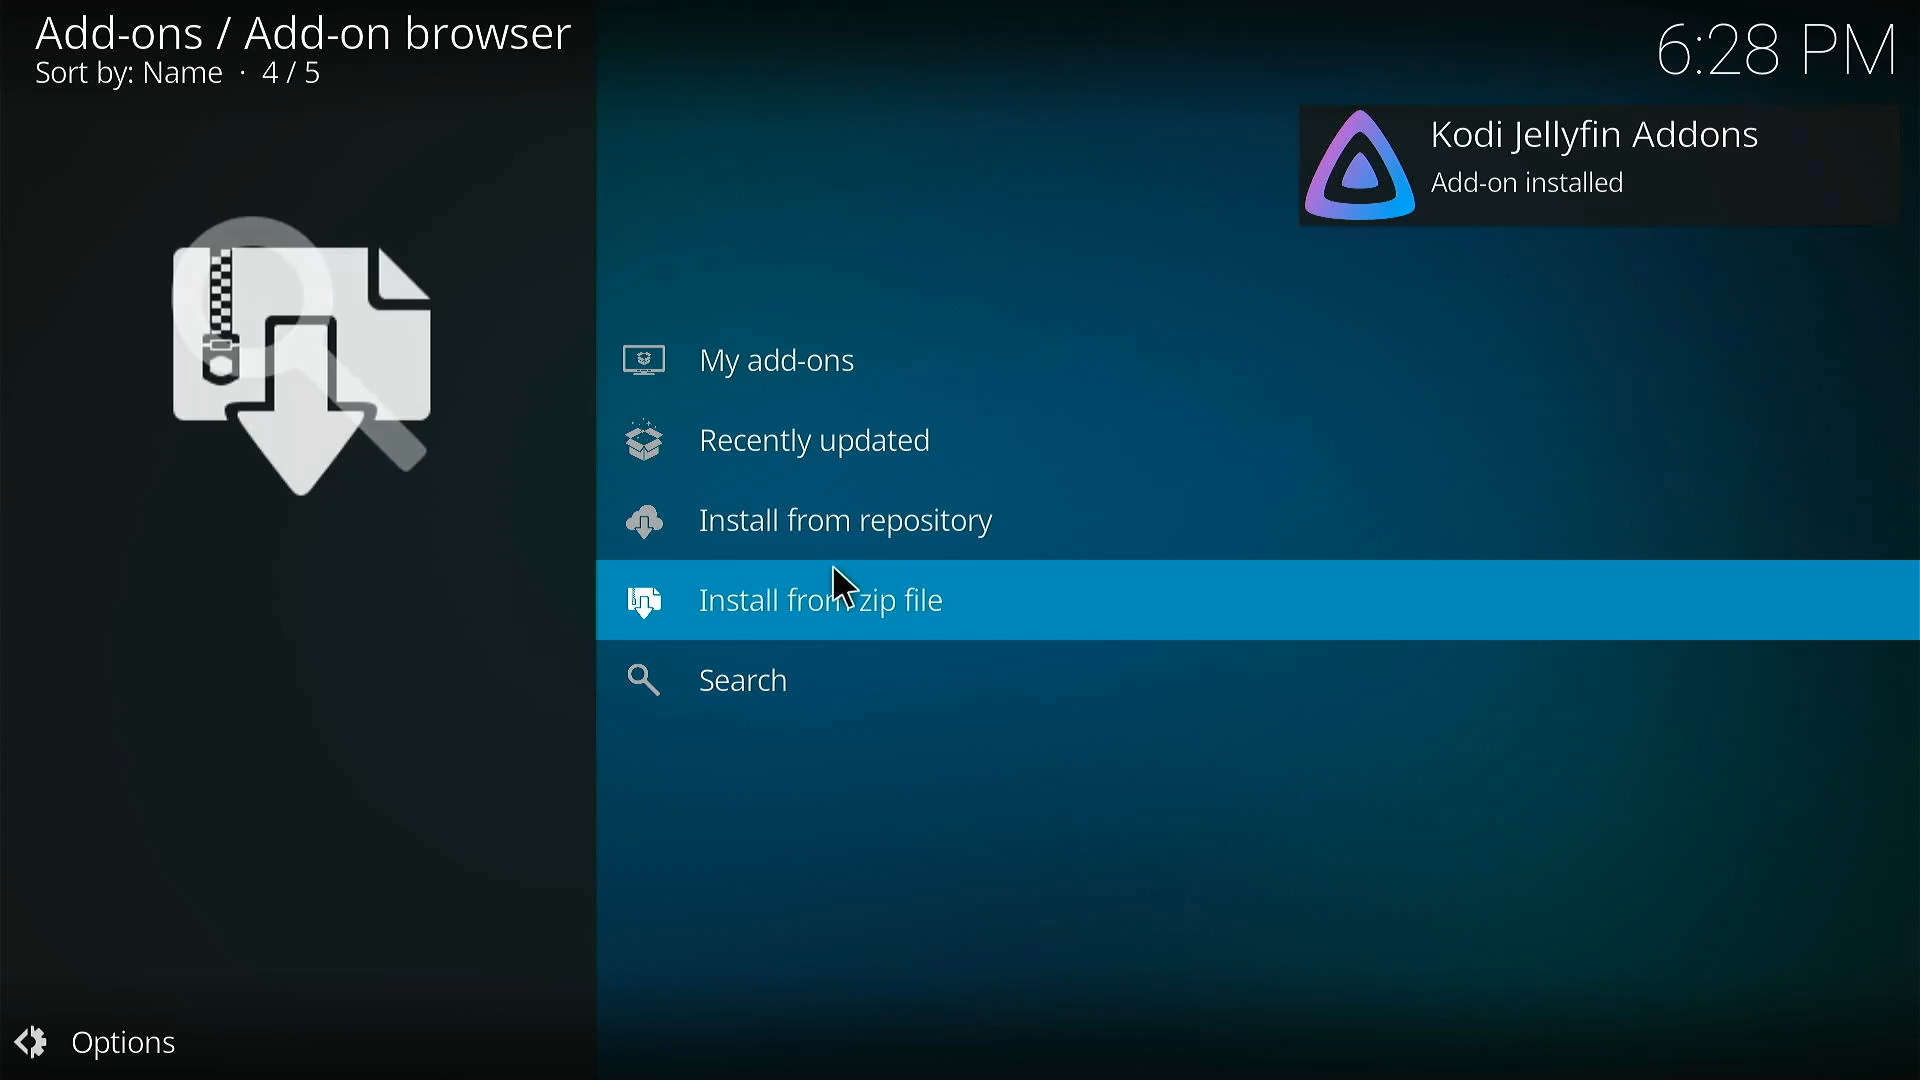 Add-ons / Add-on browser
Sort by: Name · 4 / 5
6:28 PM
Kodi Jellyfin Addons
Add-on installed
My add-ons
Recently updated
Install from repository
Install from zip file
Search
Options